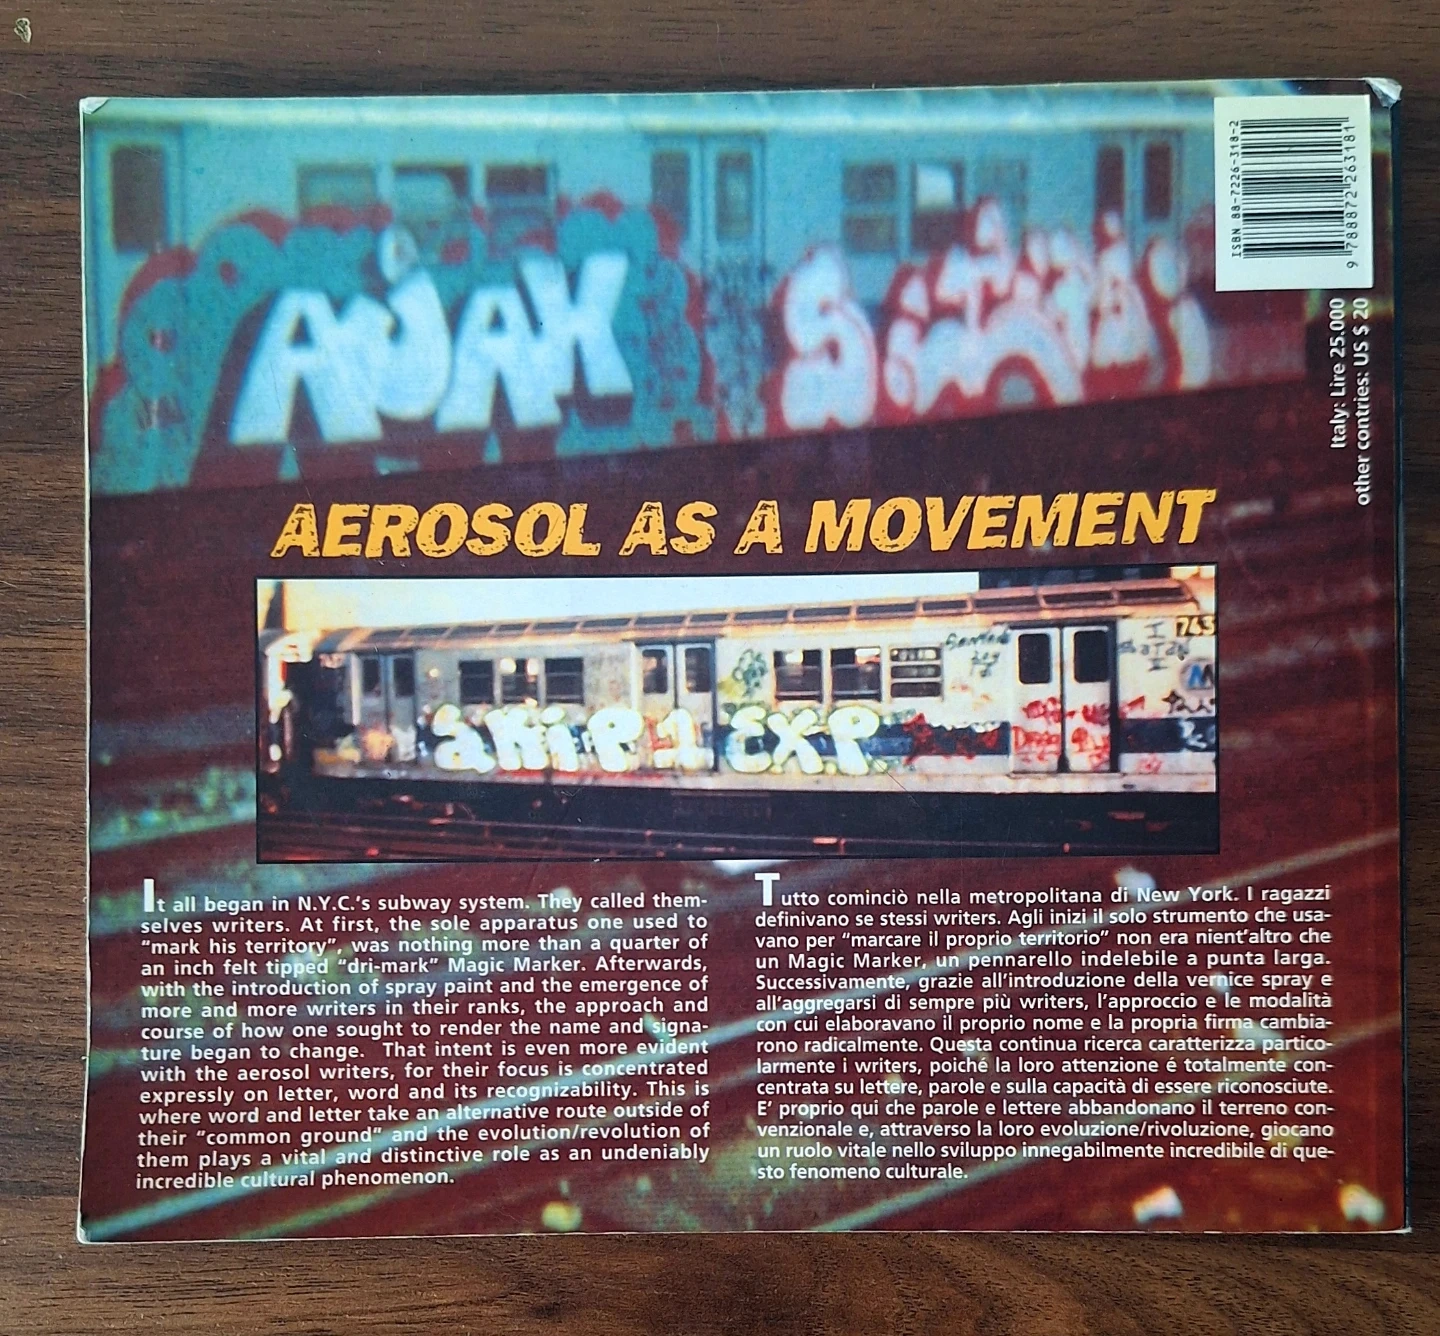 AJAX
ISBN 88-7226-318-2
9 788872 263181
Italy: Lire 25.000
other contries: US $ 20
AEROSOL AS A MOVEMENT
SKIP 1 EXP
It all began in N.Y.C.'s subway system. They called them-
selves writers. At first, the sole apparatus one used to
“mark his territory”, was nothing more than a quarter of
an inch felt tipped “dri-mark” Magic Marker. Afterwards,
with the introduction of spray paint and the emergence of
more and more writers in their ranks, the approach and
course of how one sought to render the name and signa-
ture began to change. That intent is even more evident
with the aerosol writers, for their focus is concentrated
expressly on letter, word and its recognizability. This is
where word and letter take an alternative route outside of
their “common ground” and the evolution/revolution of
them plays a vital and distinctive role as an undeniably
incredible cultural phenomenon.
Tutto cominciò nella metropolitana di New York. I ragazzi
definivano se stessi writers. Agli inizi il solo strumento che usa-
vano per “marcare il proprio territorio” non era nient'altro che
un Magic Marker, un pennarello indelebile a punta larga.
Successivamente, grazie all'introduzione della vernice spray e
all'aggregarsi di sempre più writers, l'approccio e le modalità
con cui elaboravano il proprio nome e la propria firma cambia-
rono radicalmente. Questa continua ricerca caratterizza partico-
larmente i writers, poiché la loro attenzione é totalmente con-
centrata su lettere, parole e sulla capacità di essere riconosciute.
E' proprio qui che parole e lettere abbandonano il terreno con-
venzionale e, attraverso la loro evoluzione/rivoluzione, giocano
un ruolo vitale nello sviluppo innegabilmente incredibile di que-
sto fenomeno culturale.